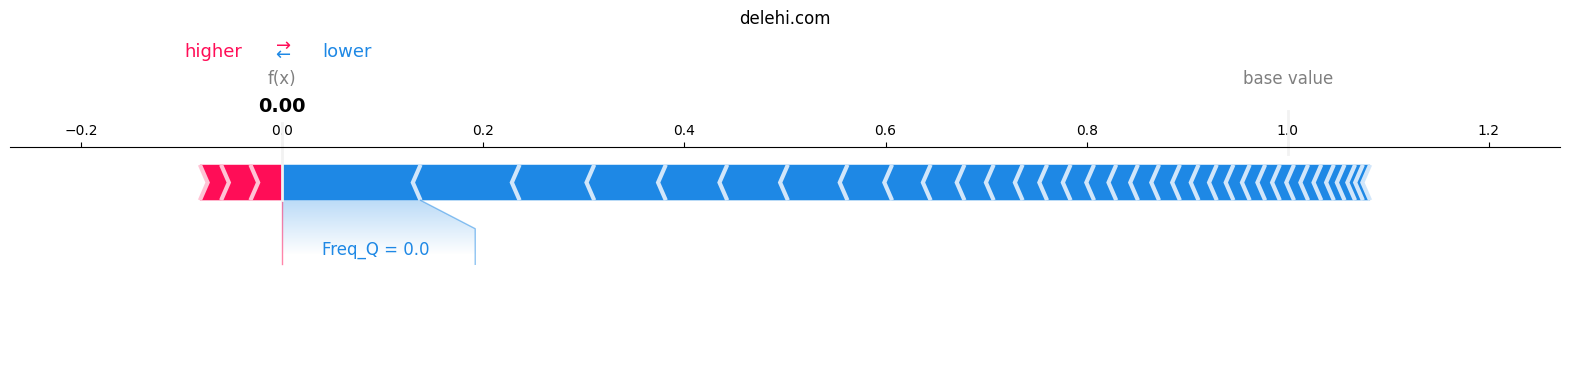 delehi.com
higher ⇄ lower
f(x) base value
0.00
−0.2 0.0 0.2 0.4 0.6 0.8 1.0 1.2
Freq_Q = 0.0